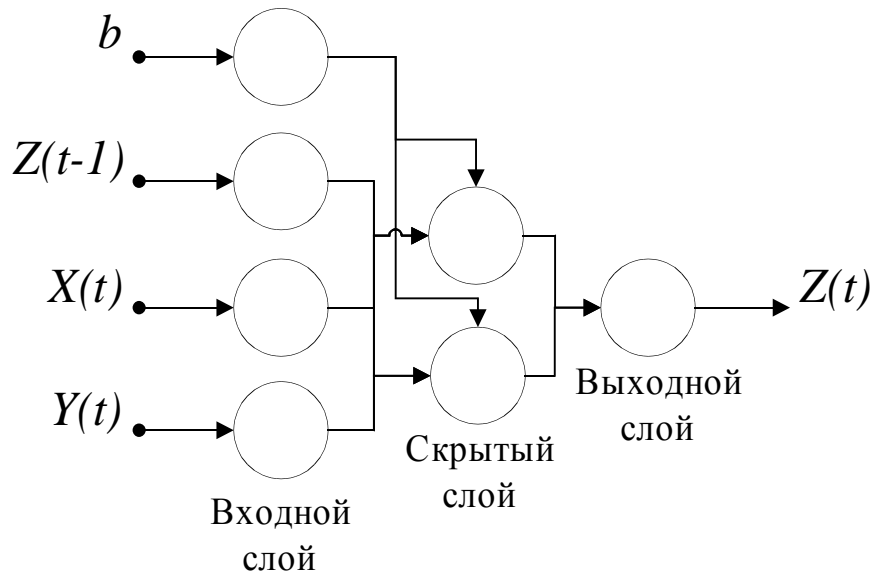 b
Z(t-1)
X(t)
Y(t)
Z(t)
Входной
слой
Скрытый
слой
Выходной
слой